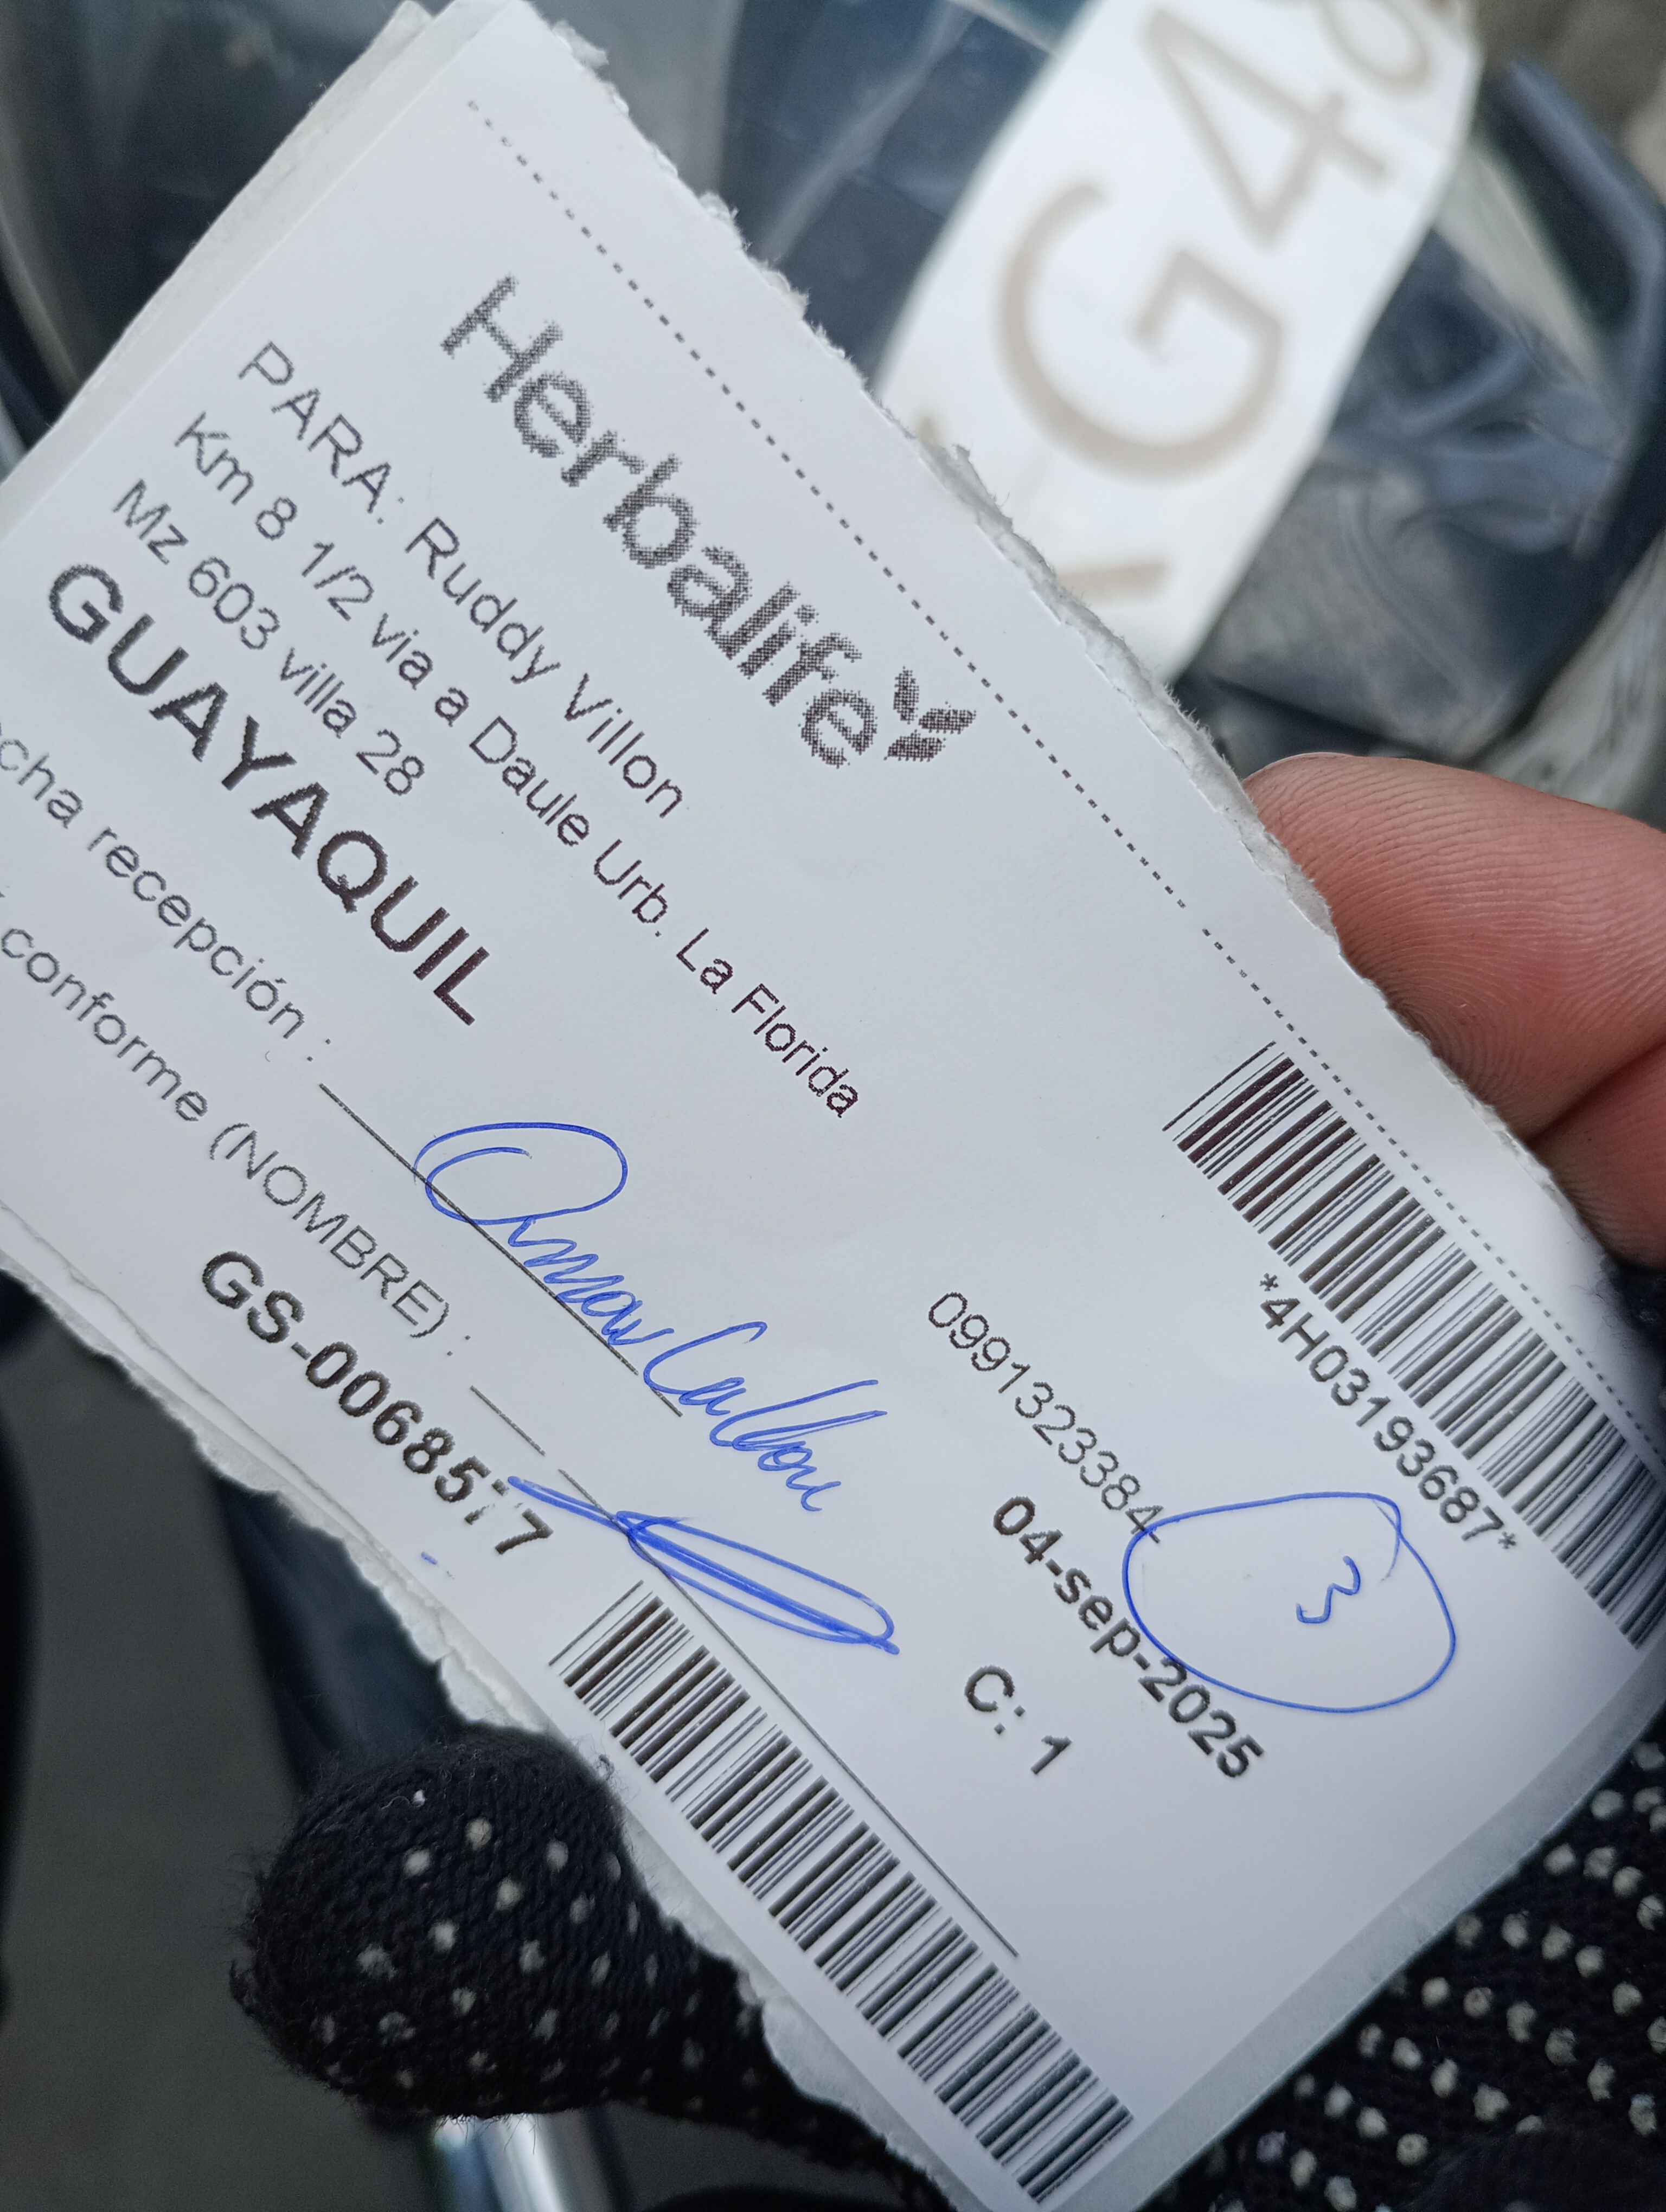 Herbalife
*4H03193687*
PARA: Ruddy Villon
Km 8 1/2 via a Daule Urb. La Florida
Mz 603 villa 28
0991323384
3
GUAYAQUIL
04-sep-2025
cha recepción :
C: 1
conforme (NOMBRE) :
GS-0068577
G4